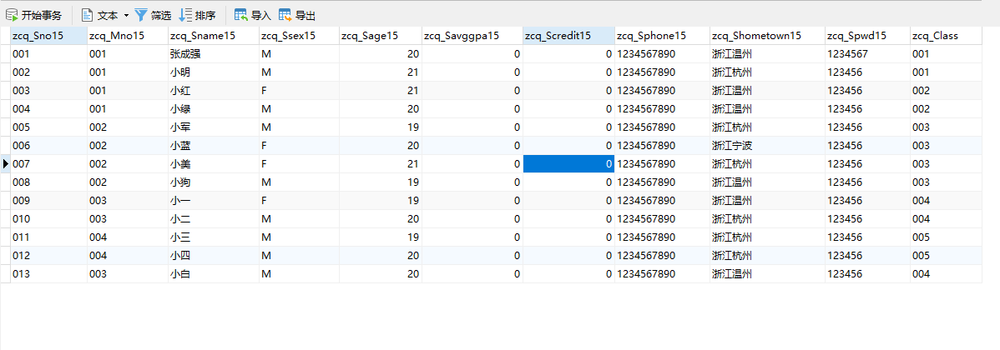 开始事务 文本 筛选 排序 导入 导出
zcq_Sno15 zcq_Mno15 zcq_Sname15 zcq_Ssex15 zcq_Sage15 zcq_Savggpa15 zcq_Scredit15 zcq_Sphone15 zcq_Shometown15 zcq_Spwd15 zcq_Class
001 001 张成强 M 20 0 0 1234567890 浙江温州 1234567 001
002 001 小明 M 21 0 0 1234567890 浙江杭州 123456 001
003 001 小红 F 21 0 0 1234567890 浙江温州 123456 002
004 001 小绿 M 20 0 0 1234567890 浙江温州 123456 002
005 002 小军 M 19 0 0 1234567890 浙江杭州 123456 003
006 002 小蓝 F 20 0 0 1234567890 浙江宁波 123456 003
007 002 小美 F 21 0 0 1234567890 浙江杭州 123456 003
008 002 小狗 M 19 0 0 1234567890 浙江温州 123456 003
009 003 小一 F 19 0 0 1234567890 浙江温州 123456 004
010 003 小二 M 20 0 0 1234567890 浙江杭州 123456 004
011 004 小三 M 19 0 0 1234567890 浙江杭州 123456 005
012 004 小四 M 20 0 0 1234567890 浙江杭州 123456 005
013 003 小白 M 20 0 0 1234567890 浙江温州 123456 004